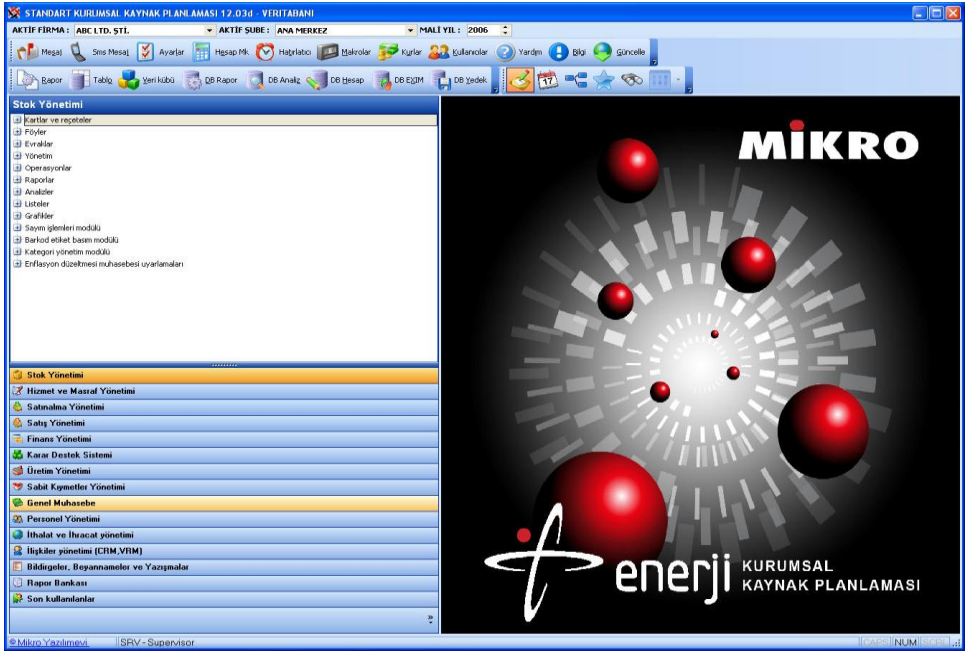 STANDART KURUMSAL KAYNAK PLANLAMASI 12.03d - VERITABANI
AKTİF FİRMA : ABC LTD. ŞTİ. AKTİF ŞUBE : ANA MERKEZ MALİ YIL : 2006
Mesaj Sms Mesaj Ayarlar Hesap Mk. Hatırlatıcı Makrolar Kurlar Kullanıcılar Yardım Bilgi Güncelle
Rapor Tablo Veri kübü DB Rapor DB Analiz DB Hesap DB EXIM DB Yedek 17
Stok Yönetimi
Kartlar ve reçeteler
Föyler
Evraklar
Yönetim
Operasyonlar
Raporlar
Analizler
Listeler
Grafikler
Sayım işlemleri modülü
Barkod etiket basım modülü
Kategori yönetim modülü
Enflasyon düzeltmesi muhasebesi uyarlamaları
Stok Yönetimi
Hizmet ve Masraf Yönetimi
Satınalma Yönetimi
Satış Yönetimi
Finans Yönetimi
Karar Destek Sistemi
Üretim Yönetimi
Sabit Kıymetler Yönetimi
Genel Muhasebe
Personel Yönetimi
İthalat ve İhracat yönetimi
İlişkiler yönetimi (CRM,VRM)
Bildirgeler, Beyannameler ve Yazışmalar
Rapor Bankası
Son kullanılanlar
MİKRO
enerji KURUMSAL
KAYNAK PLANLAMASI
©Mikro Yazılımevi SRV - Supervisor CAPS NUM SCRL